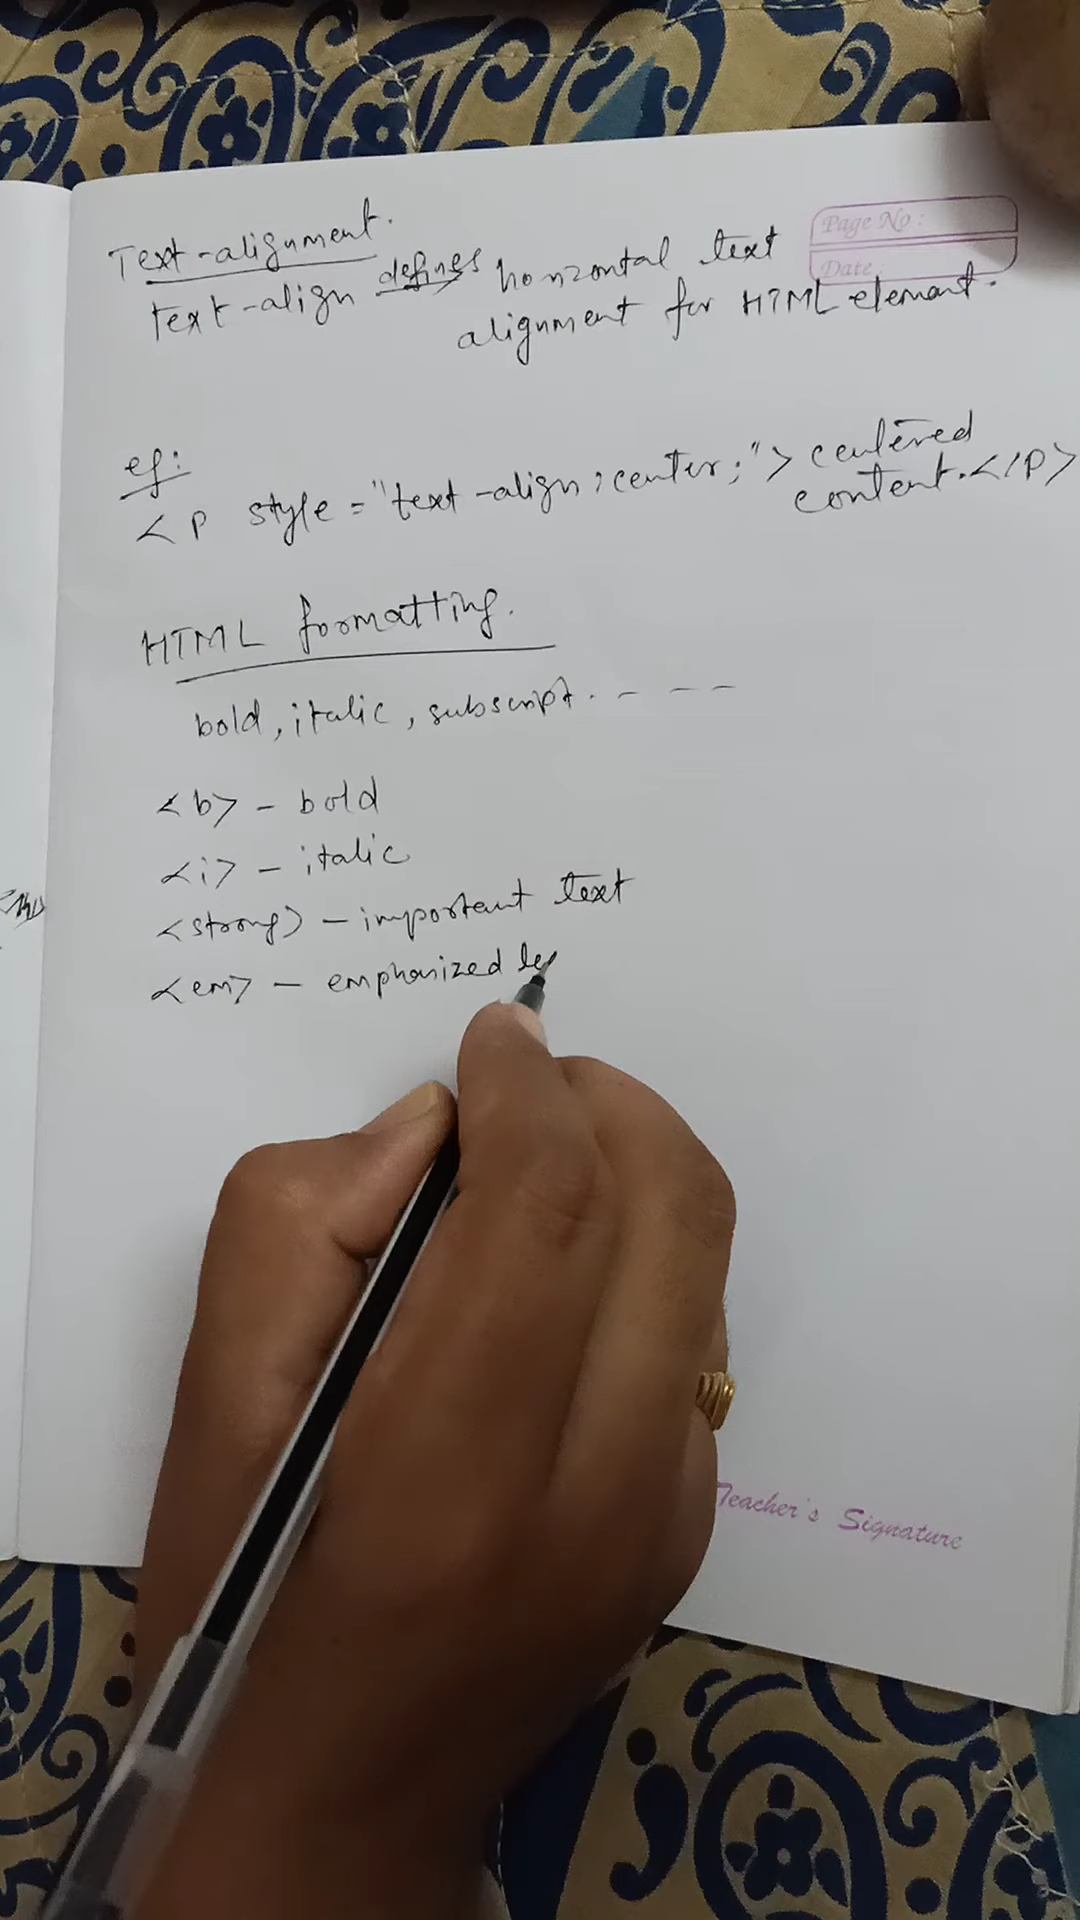 Page No :
Date :
Text-alignment.
text-align defines horizontal text
alignment for HTML element.
eg:
<p style="text-align:center;"> centered
content.</p>
HTML formatting.
bold, italic, subscript. - - -
<b> - bold
<i> - italic
<strong> - important text
<em> - emphasized te
Teacher's Signature